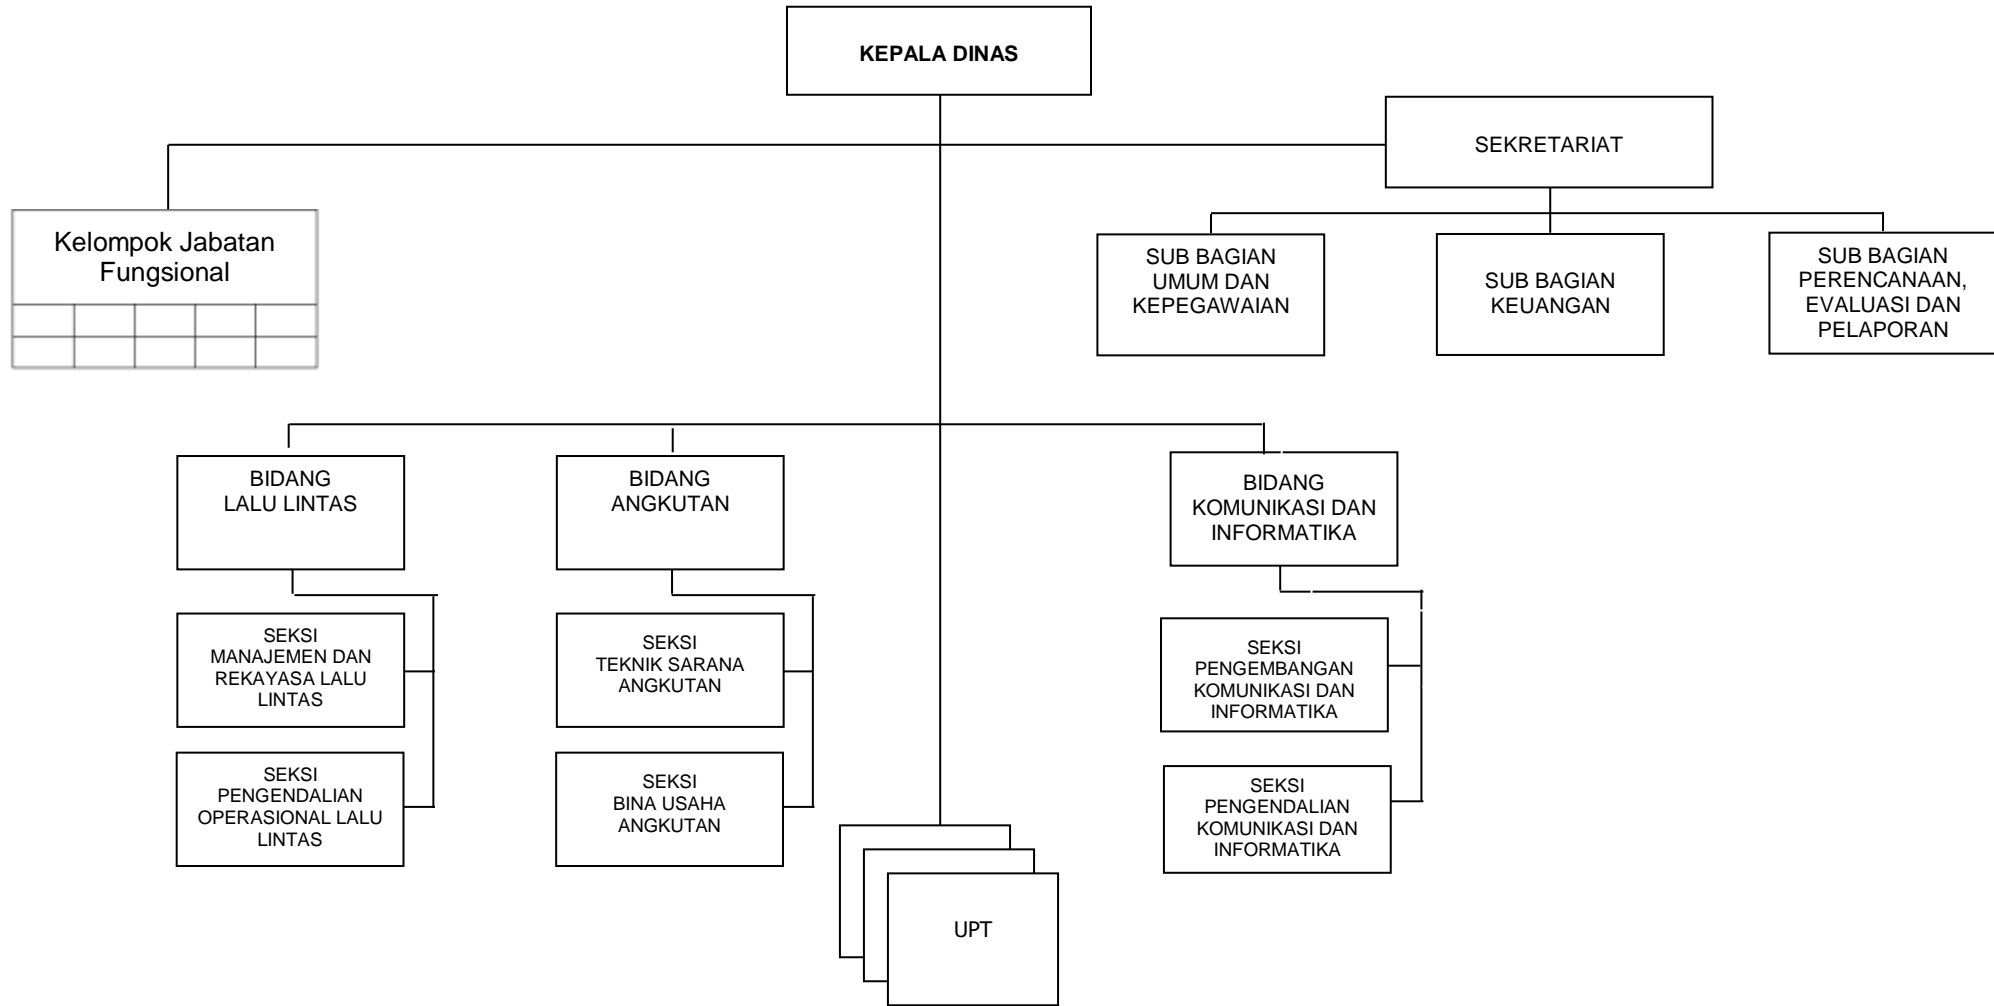 KEPALA DINAS
SEKRETARIAT
Kelompok Jabatan
Fungsional
SUB BAGIAN
UMUM DAN
KEPEGAWAIAN
SUB BAGIAN
KEUANGAN
SUB BAGIAN
PERENCANAAN,
EVALUASI DAN
PELAPORAN
BIDANG
LALU LINTAS
BIDANG
ANGKUTAN
BIDANG
KOMUNIKASI DAN
INFORMATIKA
SEKSI
MANAJEMEN DAN
REKAYASA LALU
LINTAS
SEKSI
TEKNIK SARANA
ANGKUTAN
SEKSI
PENGEMBANGAN
KOMUNIKASI DAN
INFORMATIKA
SEKSI
PENGENDALIAN
OPERASIONAL LALU
LINTAS
SEKSI
BINA USAHA
ANGKUTAN
SEKSI
PENGENDALIAN
KOMUNIKASI DAN
INFORMATIKA
UPT